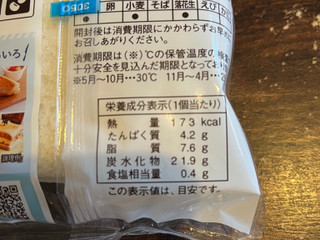 卵 小麦 そば 落花生 えび
開封後は消費期限にかかわらずお早
お召しあがりください。
消費期限は(※)℃の保管温度の
十分安全を見込んだ期限となってお
※5月～10月…30℃ 11月～4月…
栄養成分表示(1個当たり)
熱量 173 kcal
たんぱく質 4.2 g
脂質 7.6 g
炭水化物 21.9 g
食塩相当量 0.4 g
この表示値は、目安です。